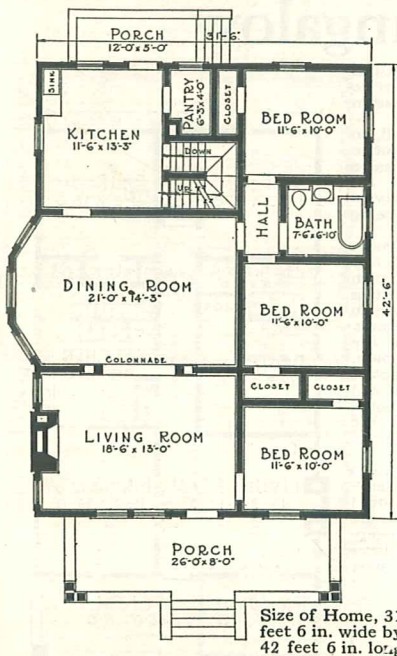 PORCH
12'-0" x 5'-0"
31'-6"
SINK
KITCHEN
11'-6" x 13'-3"
PANTRY
6'-3 x 4'-0"
CLOSET
BED ROOM
11'-6" x 10'-0"
DOWN
UP
HALL
BATH
7'-6 x 6'-10"
42'-6"
DINING ROOM
21'-0" x 14'-3"
BED ROOM
11'-6" x 10'-0"
COLONNADE
CLOSET
CLOSET
LIVING ROOM
18'-6" x 13'-0"
BED ROOM
11'-6" x 10'-0"
PORCH
26'-0" x 8'-0"
Size of Home, 31
feet 6 in. wide by
42 feet 6 in. long